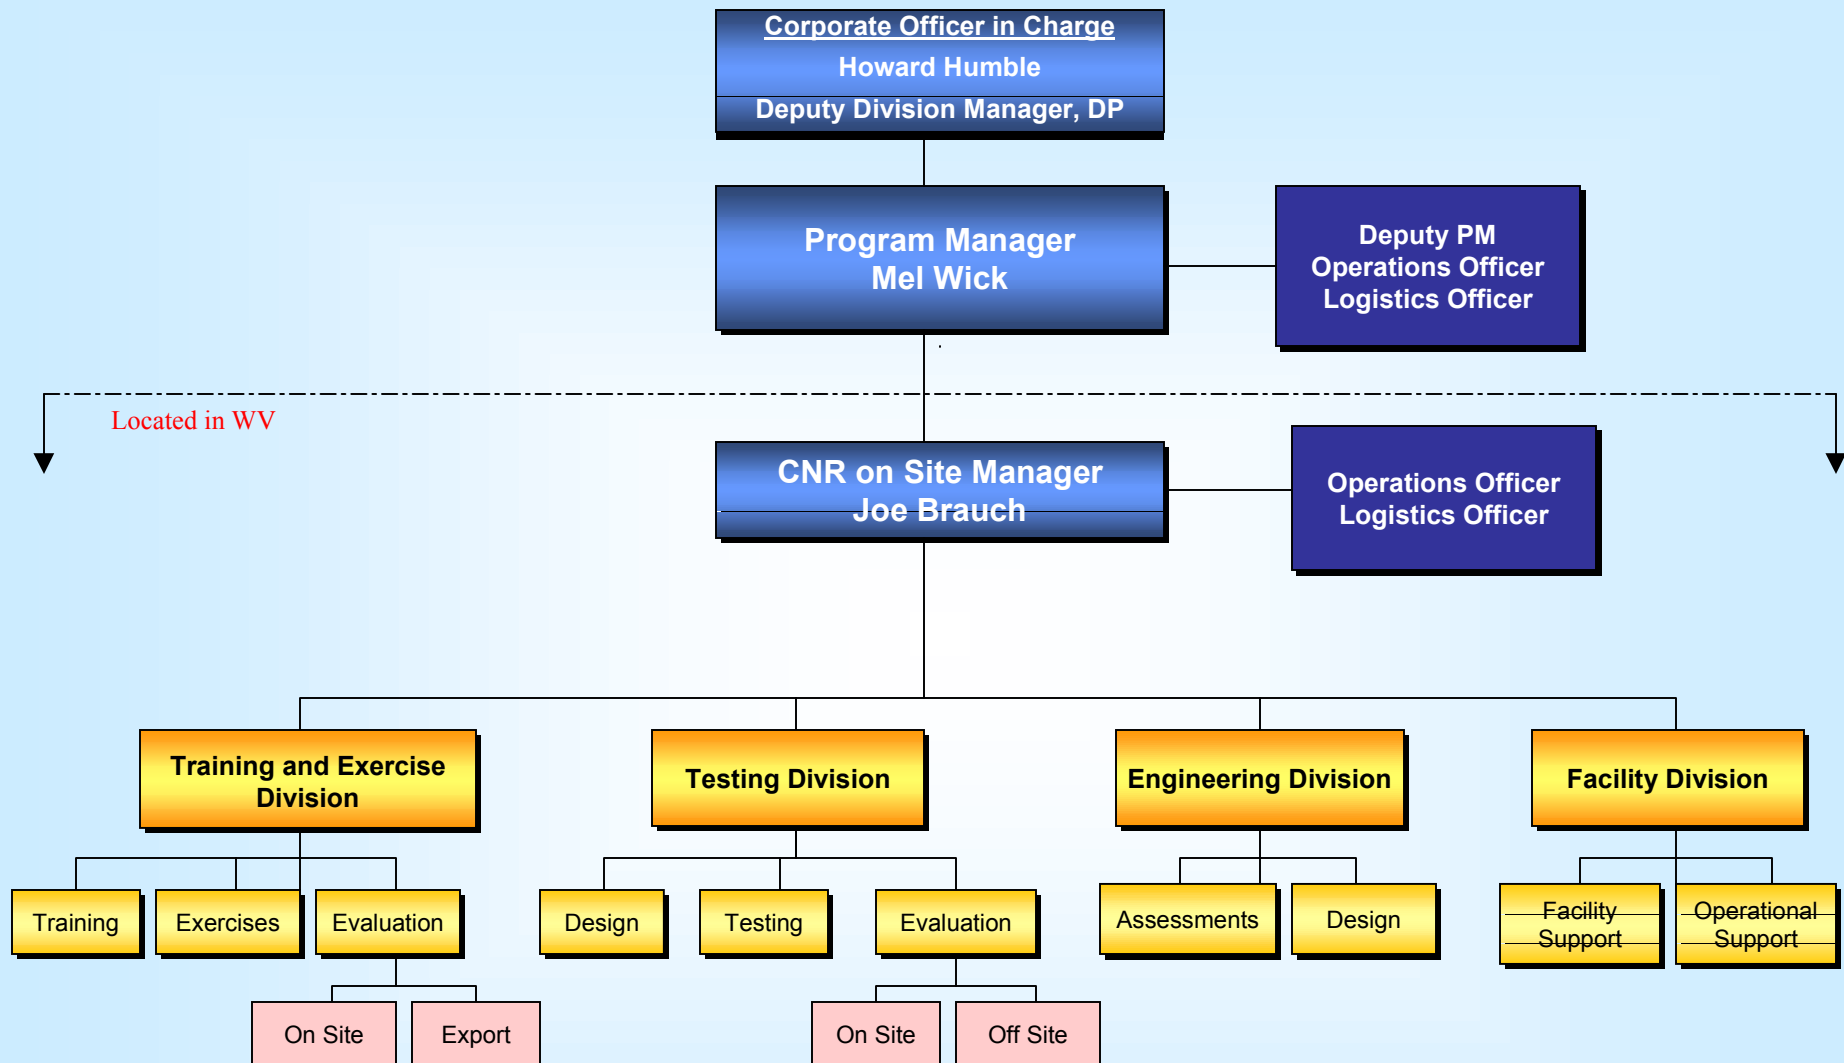 Corporate Officer in Charge
Howard Humble
Deputy Division Manager, DP
Program Manager
Mel Wick
Deputy PM
Operations Officer
Logistics Officer
Located in WV
CNR on Site Manager
Joe Brauch
Operations Officer
Logistics Officer
Training and Exercise
Division
Testing Division
Engineering Division
Facility Division
Training
Exercises
Evaluation
Design
Testing
Evaluation
Assessments
Design
Facility
Support
Operational
Support
On Site
Export
On Site
Off Site